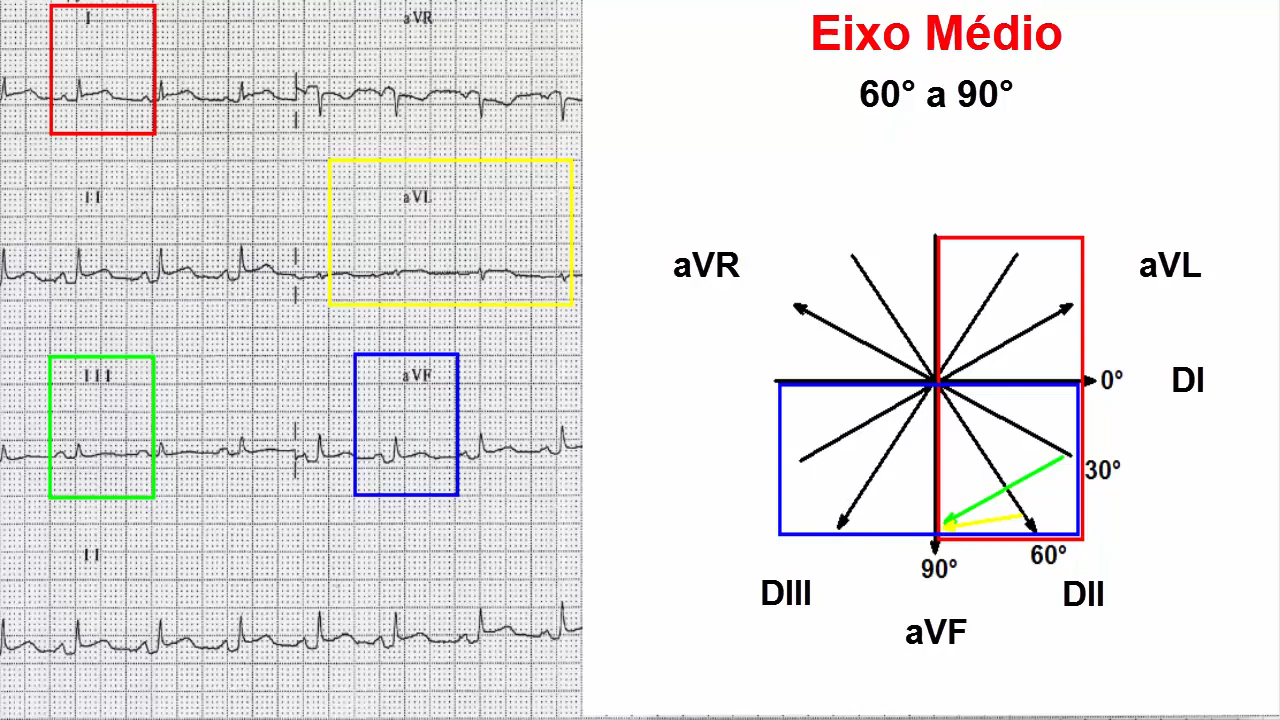 I
aVR
II
aVL
III
aVF
II
Eixo Médio
60° a 90°
aVR
aVL
0°
DI
30°
60°
90°
DIII
DII
aVF